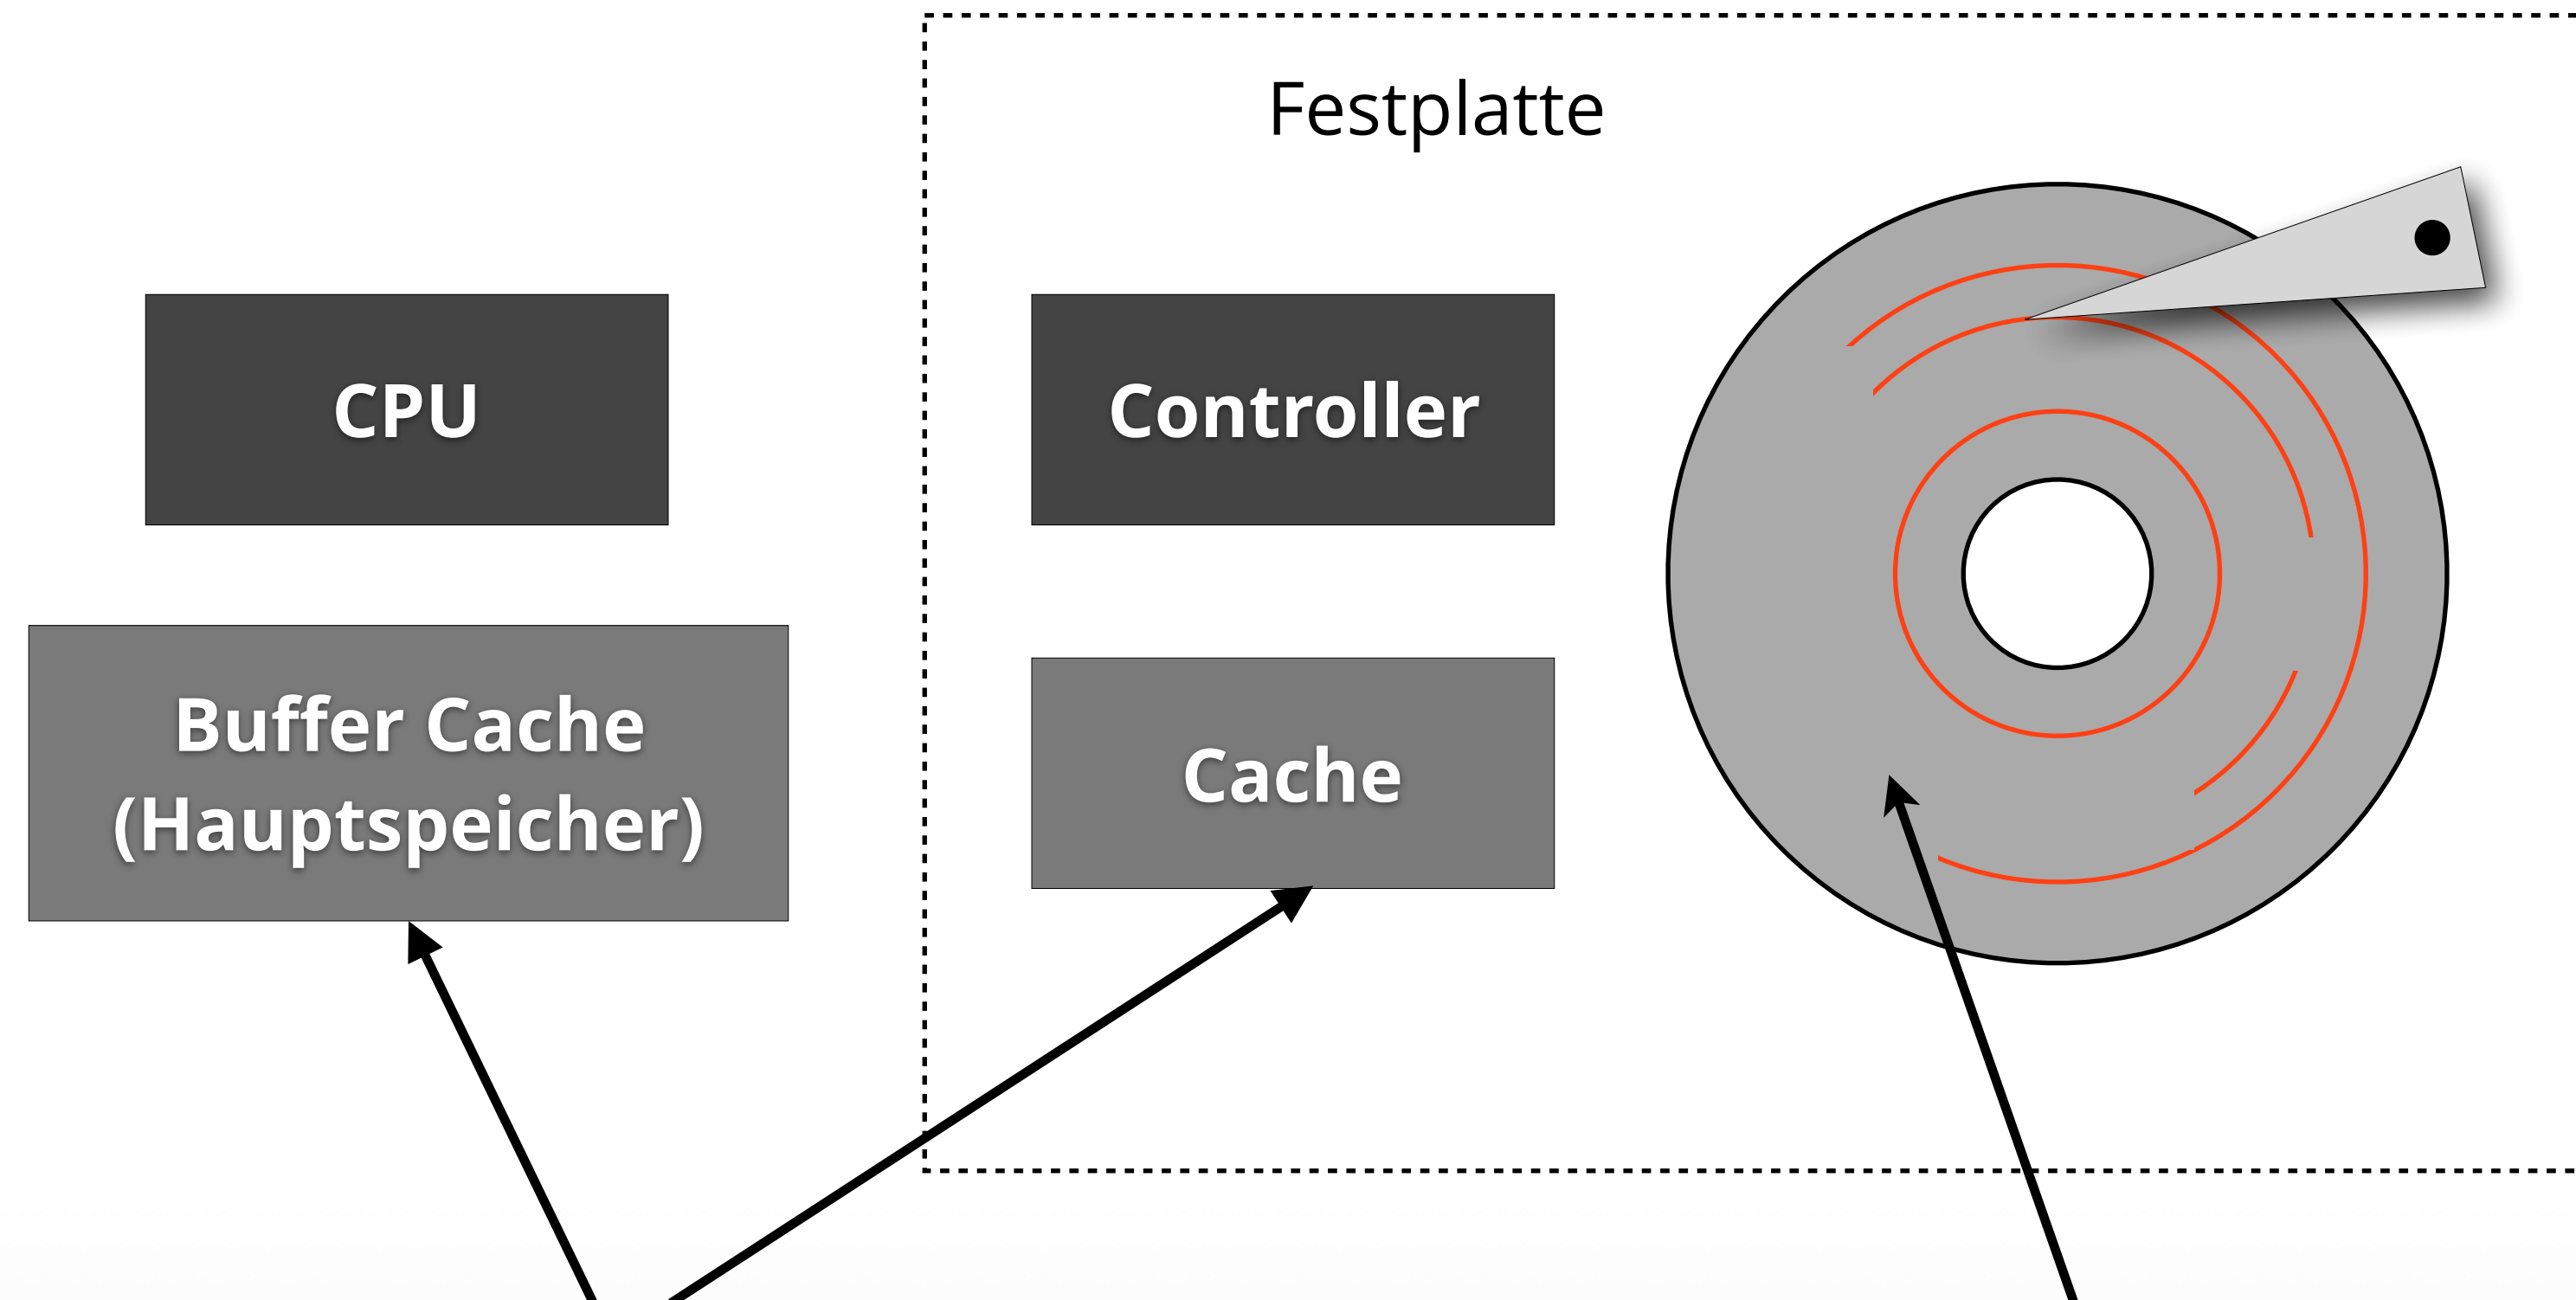 Festplatte
CPU
Controller
Buffer Cache
(Hauptspeicher)
Cache